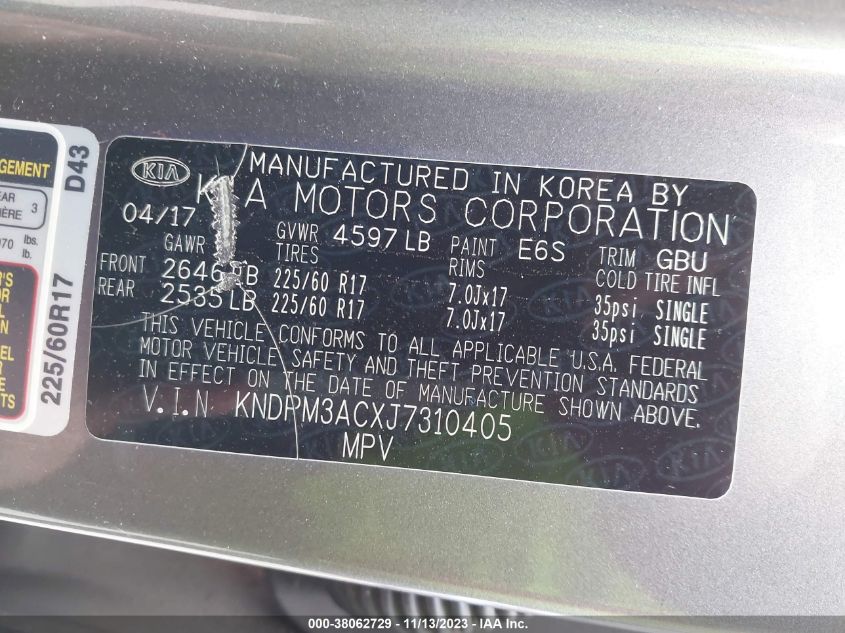 KIA
MANUFACTURED IN KOREA BY
KIA MOTORS CORPORATION
04/17
GVWR 4597 LB PAINT E6S TRIM GBU
GAWR TIRES RIMS COLD TIRE INFL
FRONT 2646 LB 225/60 R17 7.0Jx17 35psi SINGLE
REAR 2535 LB 225/60 R17 7.0Jx17 35psi SINGLE
THIS VEHICLE CONFORMS TO ALL APPLICABLE U.S.A. FEDERAL
MOTOR VEHICLE SAFETY AND THEFT PREVENTION STANDARDS
IN EFFECT ON THE DATE OF MANUFACTURE SHOWN ABOVE.
V.I.N. KNDPM3ACXJ7310405
MPV
D43
225/60R17
3
lbs.
lb.
000-38062729 - 11/13/2023 - IAA Inc.